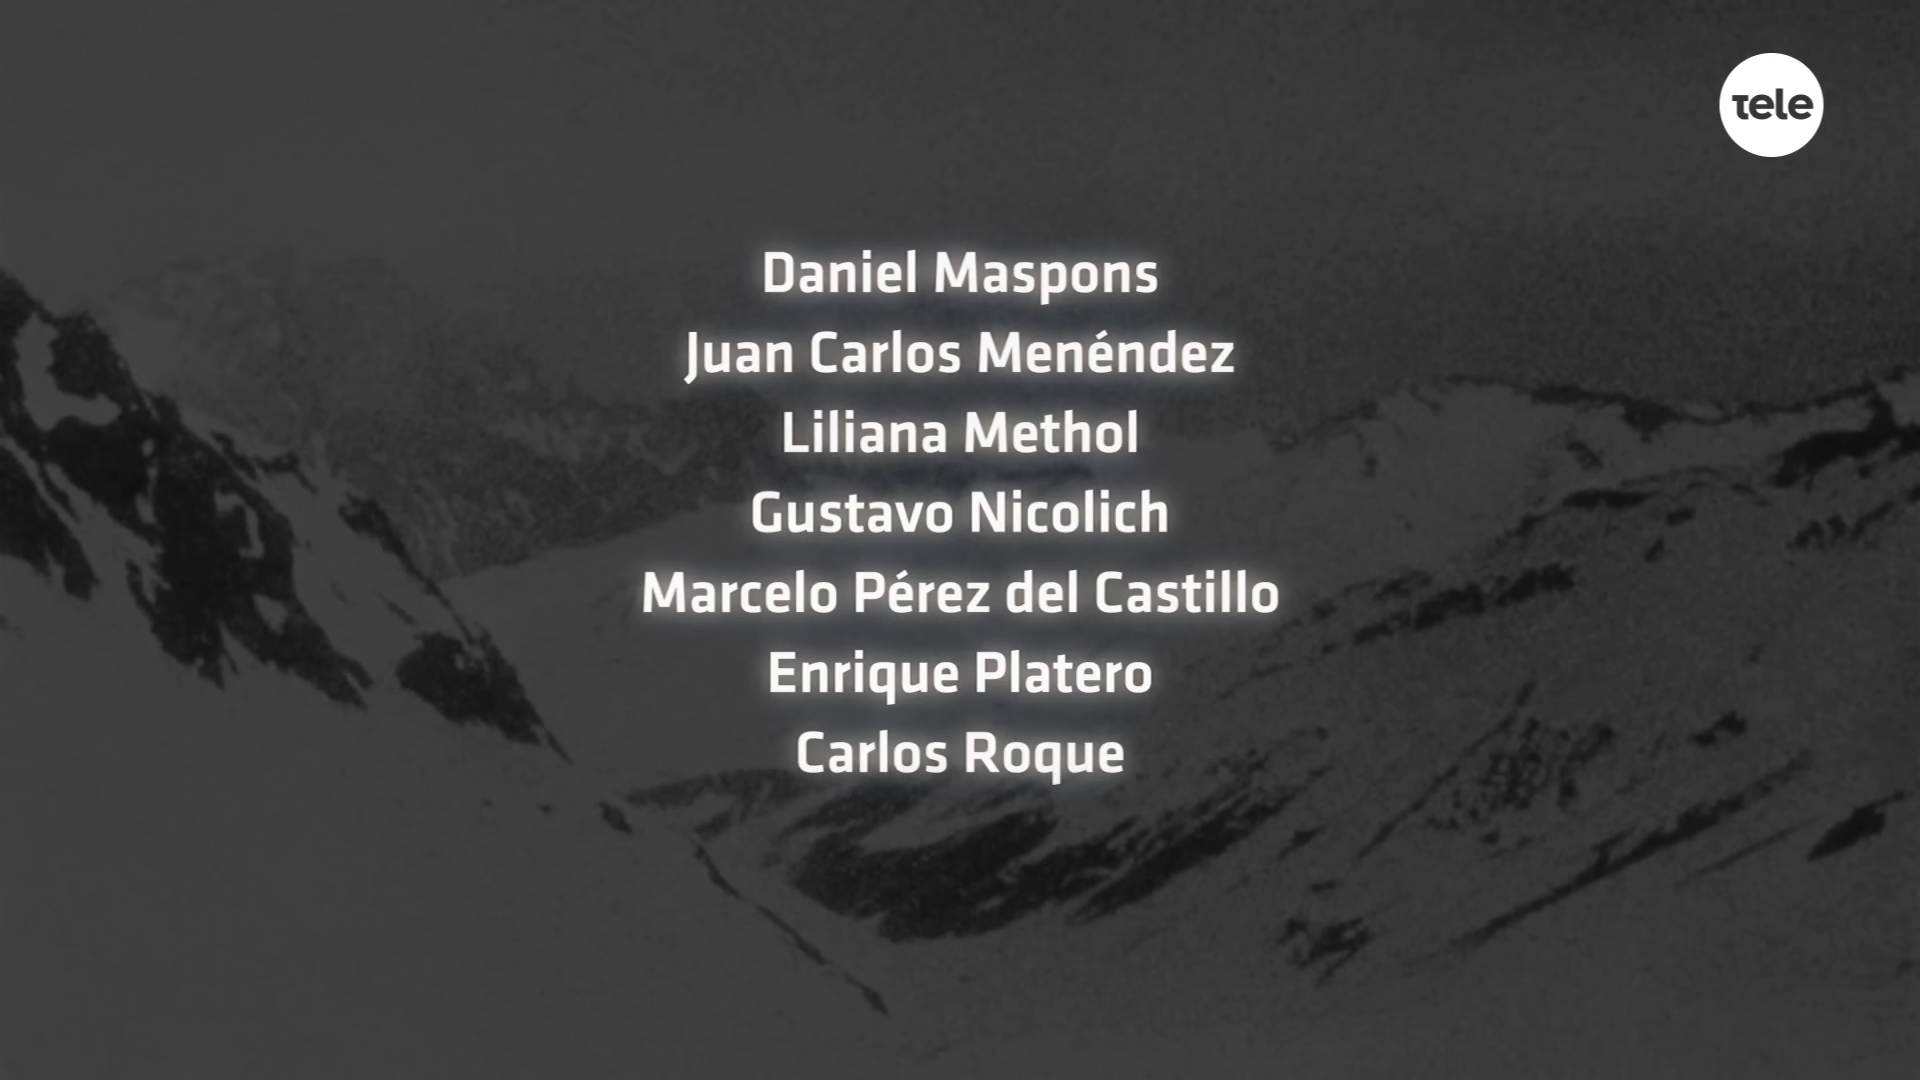 tele
Daniel Maspons
Juan Carlos Menéndez
Liliana Methol
Gustavo Nicolich
Marcelo Pérez del Castillo
Enrique Platero
Carlos Roque